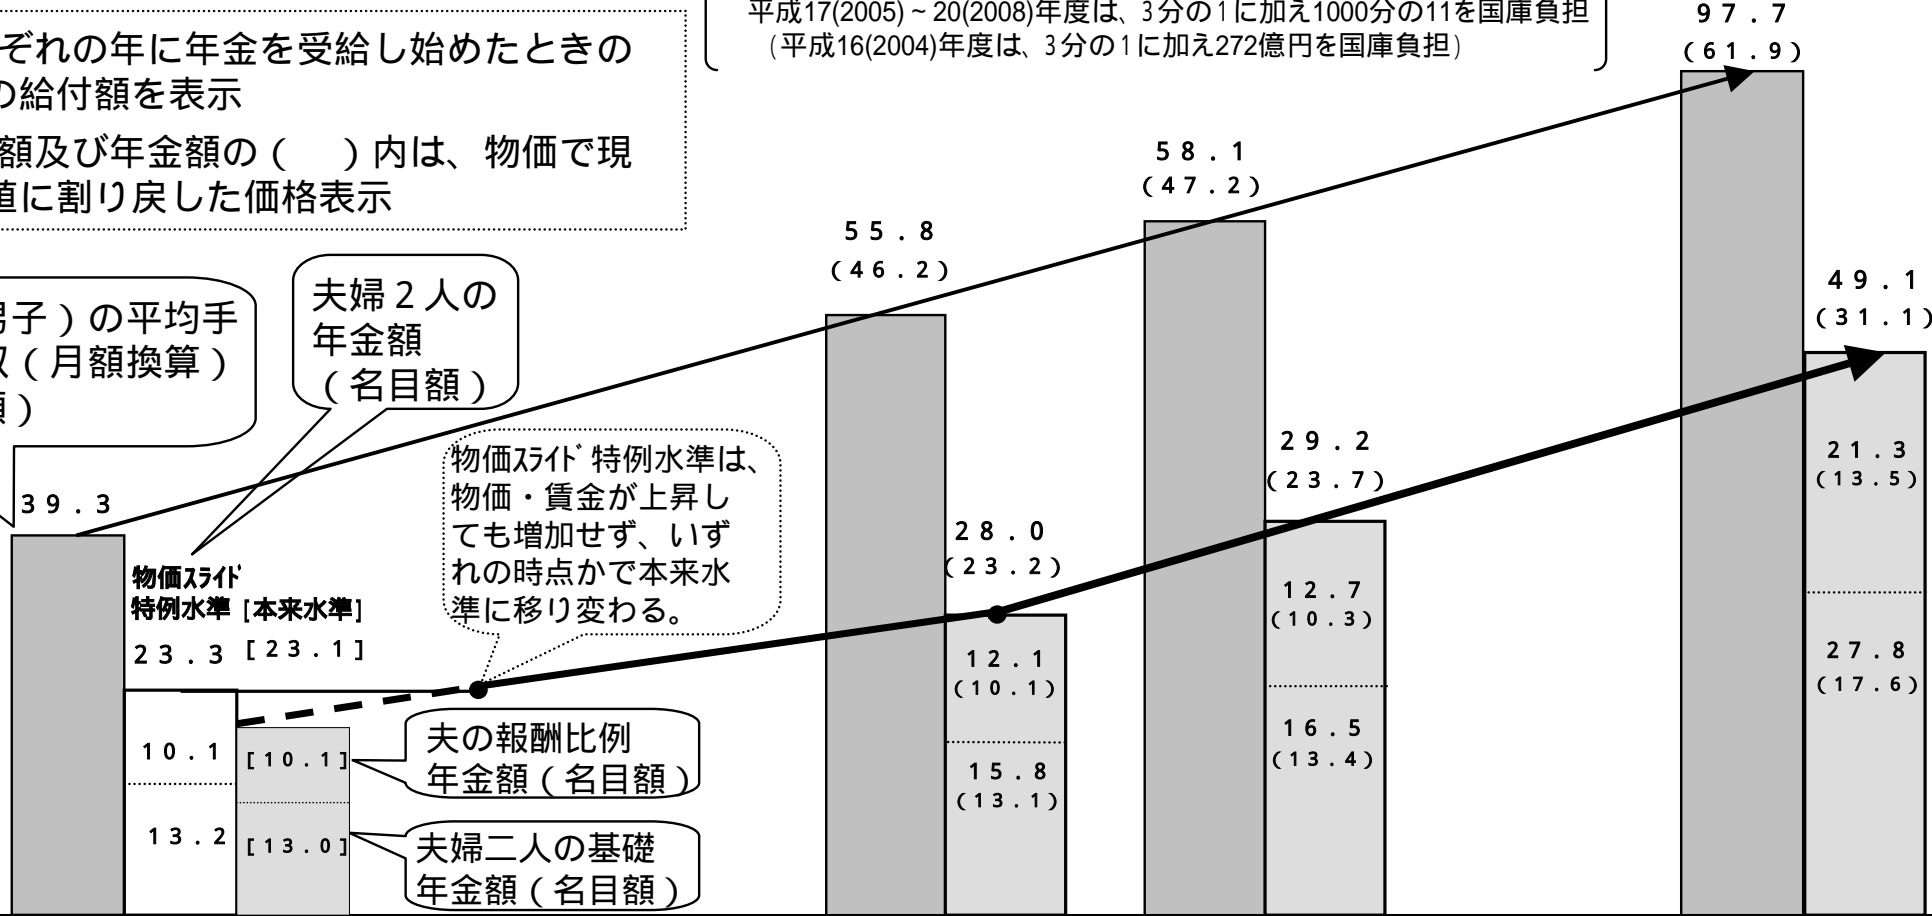 平成17(2005)～20(2008)年度は、3分の1に加え1000分の11を国庫負担
(平成16(2004)年度は、3分の1に加え272億円を国庫負担)
ぞれの年に年金を受給し始めたときの
の給付額を表示
額及び年金額の(　)内は、物価で現
に割り戻した価格表示
子)の平均手
(月額換算)
)
夫婦2人の
年金額
(名目額)
物価ｽﾗｲﾄﾞ特例水準は、
物価・賃金が上昇し
ても増加せず、いず
れの時点かで本来水
準に移り変わる。
39.3
物価ｽﾗｲﾄﾞ
特例水準 [本来水準]
23.3 [23.1]
10.1 [10.1]
13.2 [13.0]
夫の報酬比例
年金額(名目額)
夫婦二人の基礎
年金額(名目額)
55.8
(46.2)
28.0
(23.2)
12.1
(10.1)
15.8
(13.1)
58.1
(47.2)
29.2
(23.7)
12.7
(10.3)
16.5
(13.4)
97.7
(61.9)
49.1
(31.1)
21.3
(13.5)
27.8
(17.6)